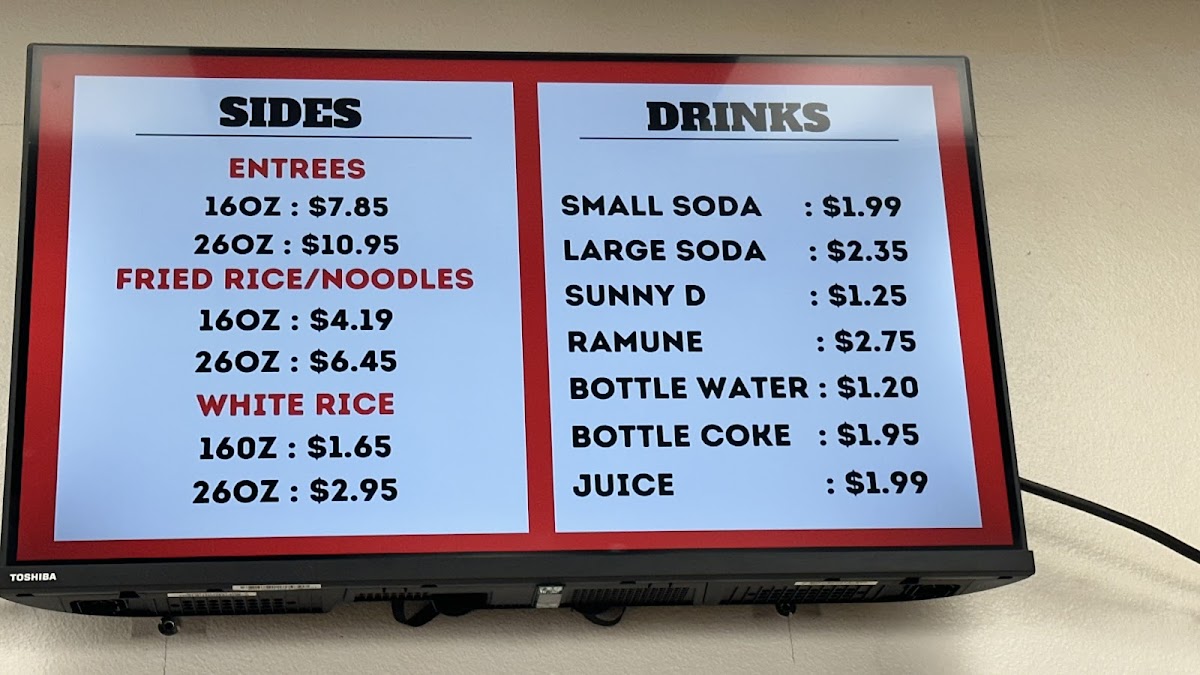 SIDES
ENTREES
16OZ : $7.85
26OZ : $10.95
FRIED RICE/NOODLES
16OZ : $4.19
26OZ : $6.45
WHITE RICE
160Z : $1.65
26OZ : $2.95
DRINKS
SMALL SODA : $1.99
LARGE SODA : $2.35
SUNNY D : $1.25
RAMUNE : $2.75
BOTTLE WATER : $1.20
BOTTLE COKE : $1.95
JUICE : $1.99
TOSHIBA